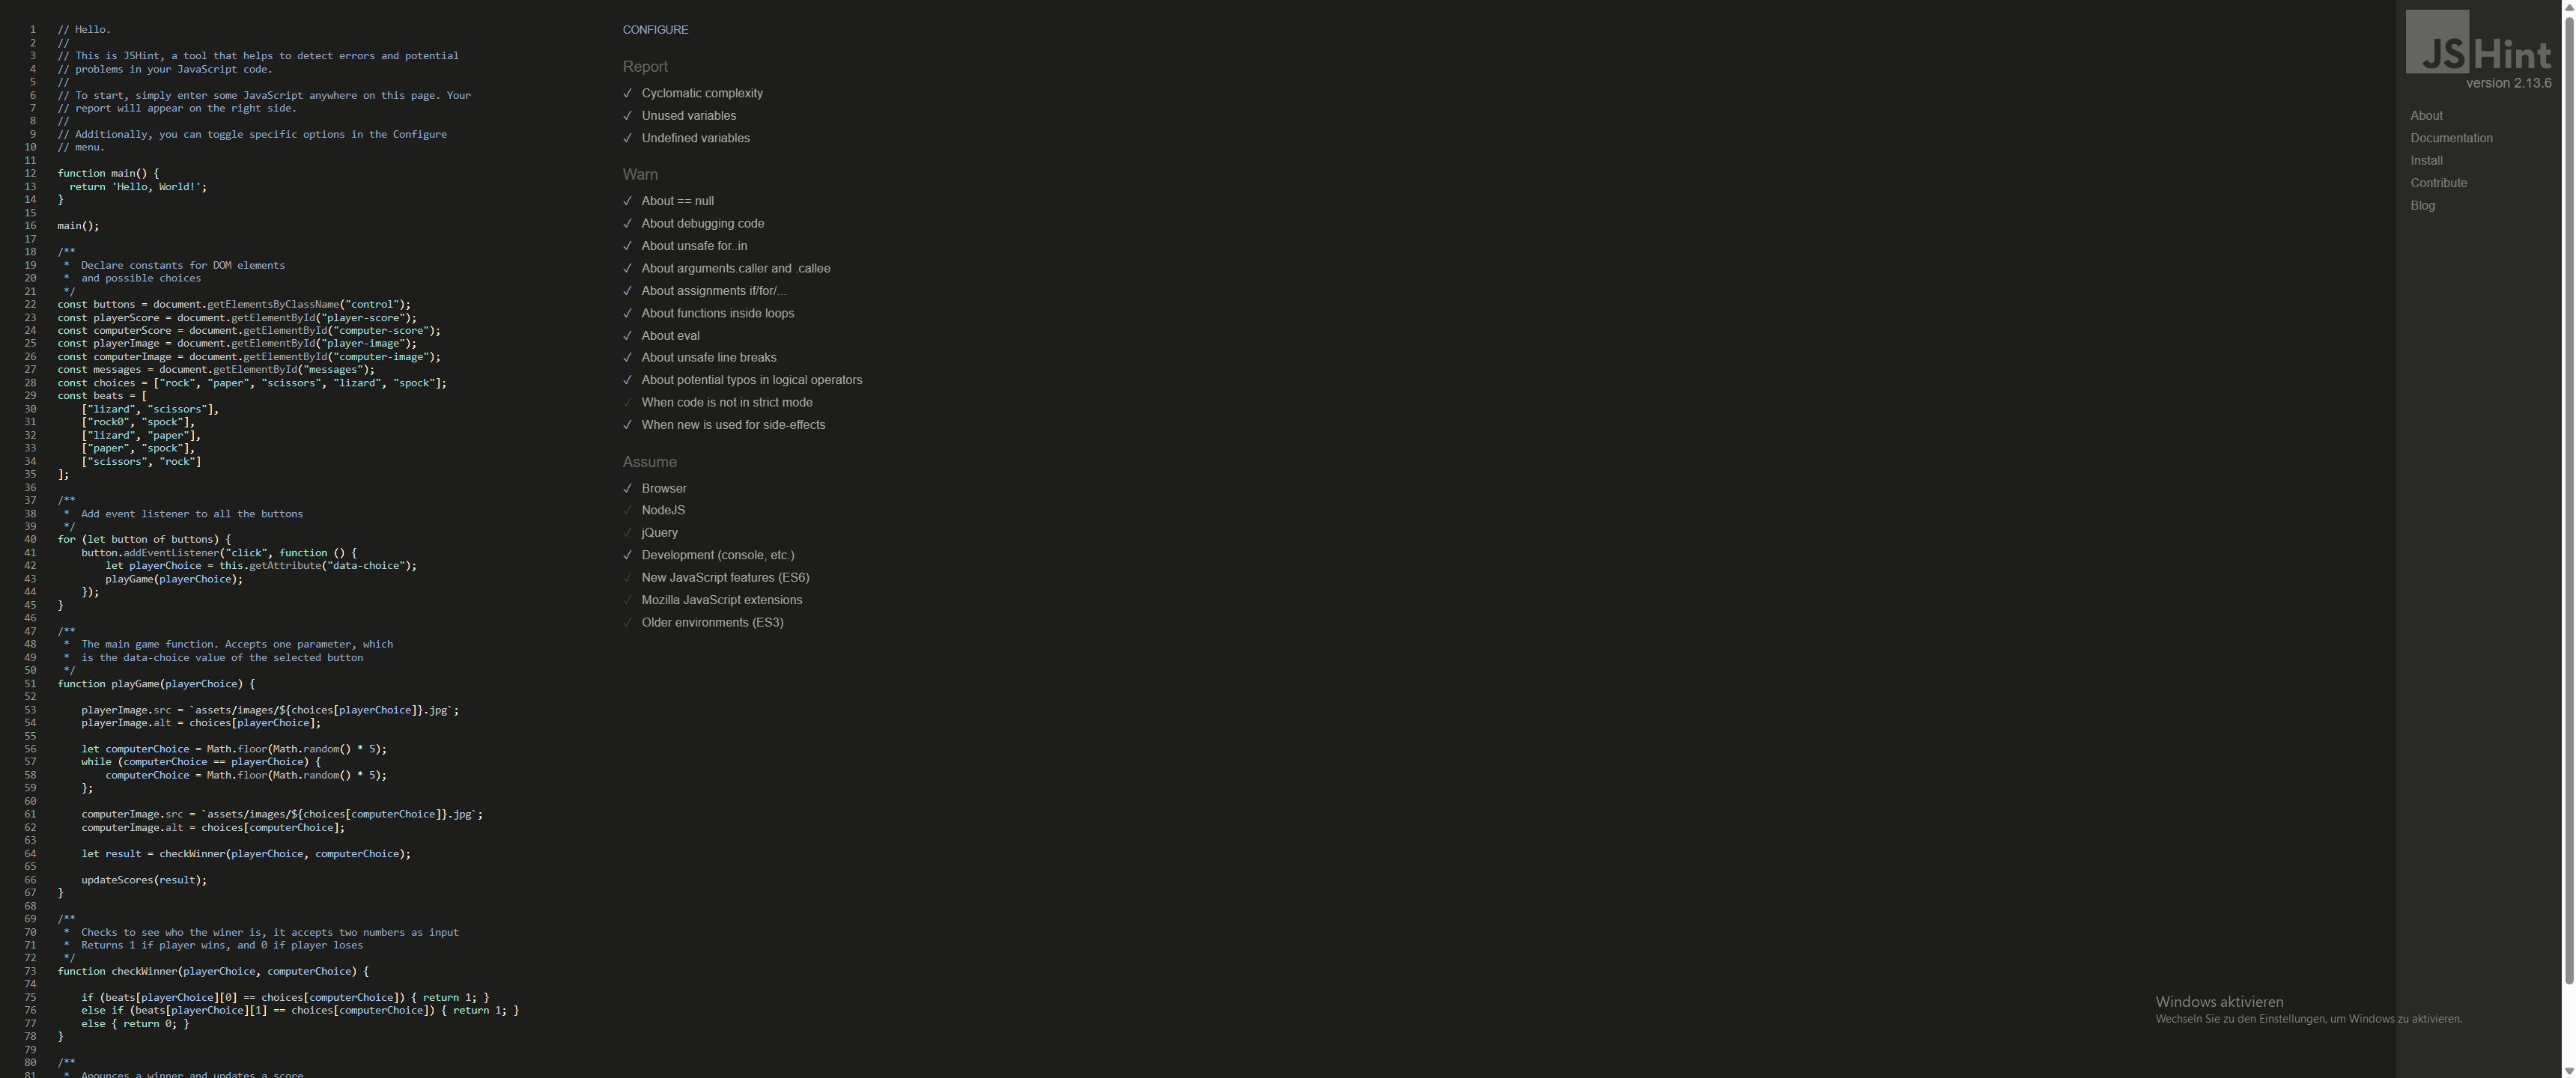 1 // Hello.
2 //
3 // This is JSHint, a tool that helps to detect errors and potential
4 // problems in your JavaScript code.
5 //
6 // To start, simply enter some JavaScript anywhere on this page. Your
7 // report will appear on the right side.
8 //
9 // Additionally, you can toggle specific options in the Configure
10 // menu.
11
12 function main() {
13   return 'Hello, World!';
14 }
15
16 main();
17
18 /**
19  *  Declare constants for DOM elements
20  *  and possible choices
21  */
22 const buttons = document.getElementsByClassName("control");
23 const playerScore = document.getElementById("player-score");
24 const computerScore = document.getElementById("computer-score");
25 const playerImage = document.getElementById("player-image");
26 const computerImage = document.getElementById("computer-image");
27 const messages = document.getElementById("messages");
28 const choices = ["rock", "paper", "scissors", "lizard", "spock"];
29 const beats = [
30     ["lizard", "scissors"],
31     ["rock0", "spock"],
32     ["lizard", "paper"],
33     ["paper", "spock"],
34     ["scissors", "rock"]
35 ];
36
37 /**
38  *  Add event listener to all the buttons
39  */
40 for (let button of buttons) {
41     button.addEventListener("click", function () {
42         let playerChoice = this.getAttribute("data-choice");
43         playGame(playerChoice);
44     });
45 }
46
47 /**
48  *  The main game function. Accepts one parameter, which
49  *  is the data-choice value of the selected button
50  */
51 function playGame(playerChoice) {
52
53     playerImage.src = `assets/images/${choices[playerChoice]}.jpg`;
54     playerImage.alt = choices[playerChoice];
55
56     let computerChoice = Math.floor(Math.random() * 5);
57     while (computerChoice == playerChoice) {
58         computerChoice = Math.floor(Math.random() * 5);
59     };
60
61     computerImage.src = `assets/images/${choices[computerChoice]}.jpg`;
62     computerImage.alt = choices[computerChoice];
63
64     let result = checkWinner(playerChoice, computerChoice);
65
66     updateScores(result);
67 }
68
69 /**
70  *  Checks to see who the winer is, it accepts two numbers as input
71  *  Returns 1 if player wins, and 0 if player loses
72  */
73 function checkWinner(playerChoice, computerChoice) {
74
75     if (beats[playerChoice][0] == choices[computerChoice]) { return 1; }
76     else if (beats[playerChoice][1] == choices[computerChoice]) { return 1; }
77     else { return 0; }
78 }
79
80 /**
81  *  Anounces a winner and updates a score
CONFIGURE
Report
✓ Cyclomatic complexity
✓ Unused variables
✓ Undefined variables
Warn
✓ About == null
✓ About debugging code
✓ About unsafe for..in
✓ About arguments.caller and .callee
✓ About assignments if/for/...
✓ About functions inside loops
✓ About eval
✓ About unsafe line breaks
✓ About potential typos in logical operators
✓ When code is not in strict mode
✓ When new is used for side-effects
Assume
✓ Browser
✓ NodeJS
✓ jQuery
✓ Development (console, etc.)
✓ New JavaScript features (ES6)
✓ Mozilla JavaScript extensions
✓ Older environments (ES3)
JSHint
version 2.13.6
About
Documentation
Install
Contribute
Blog
Windows aktivieren
Wechseln Sie zu den Einstellungen, um Windows zu aktivieren.